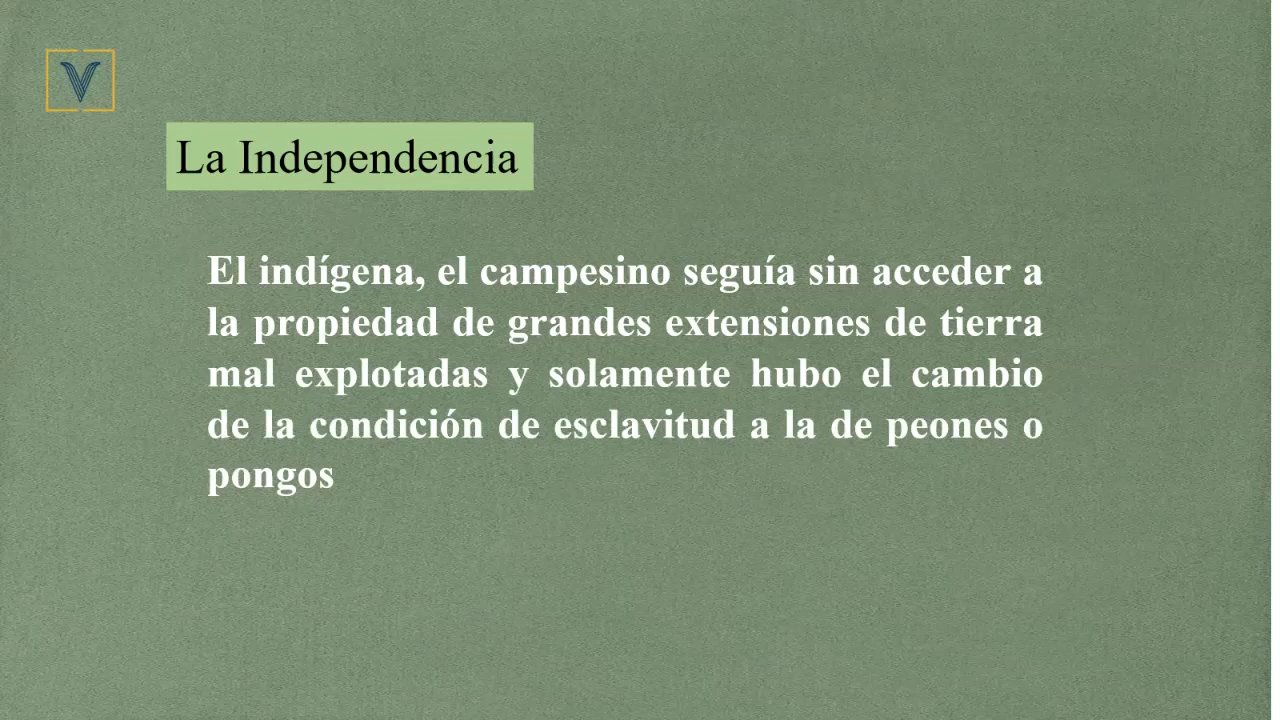 V
La Independencia
El indígena, el campesino seguía sin acceder a
la propiedad de grandes extensiones de tierra
mal explotadas y solamente hubo el cambio
de la condición de esclavitud a la de peones o
pongos